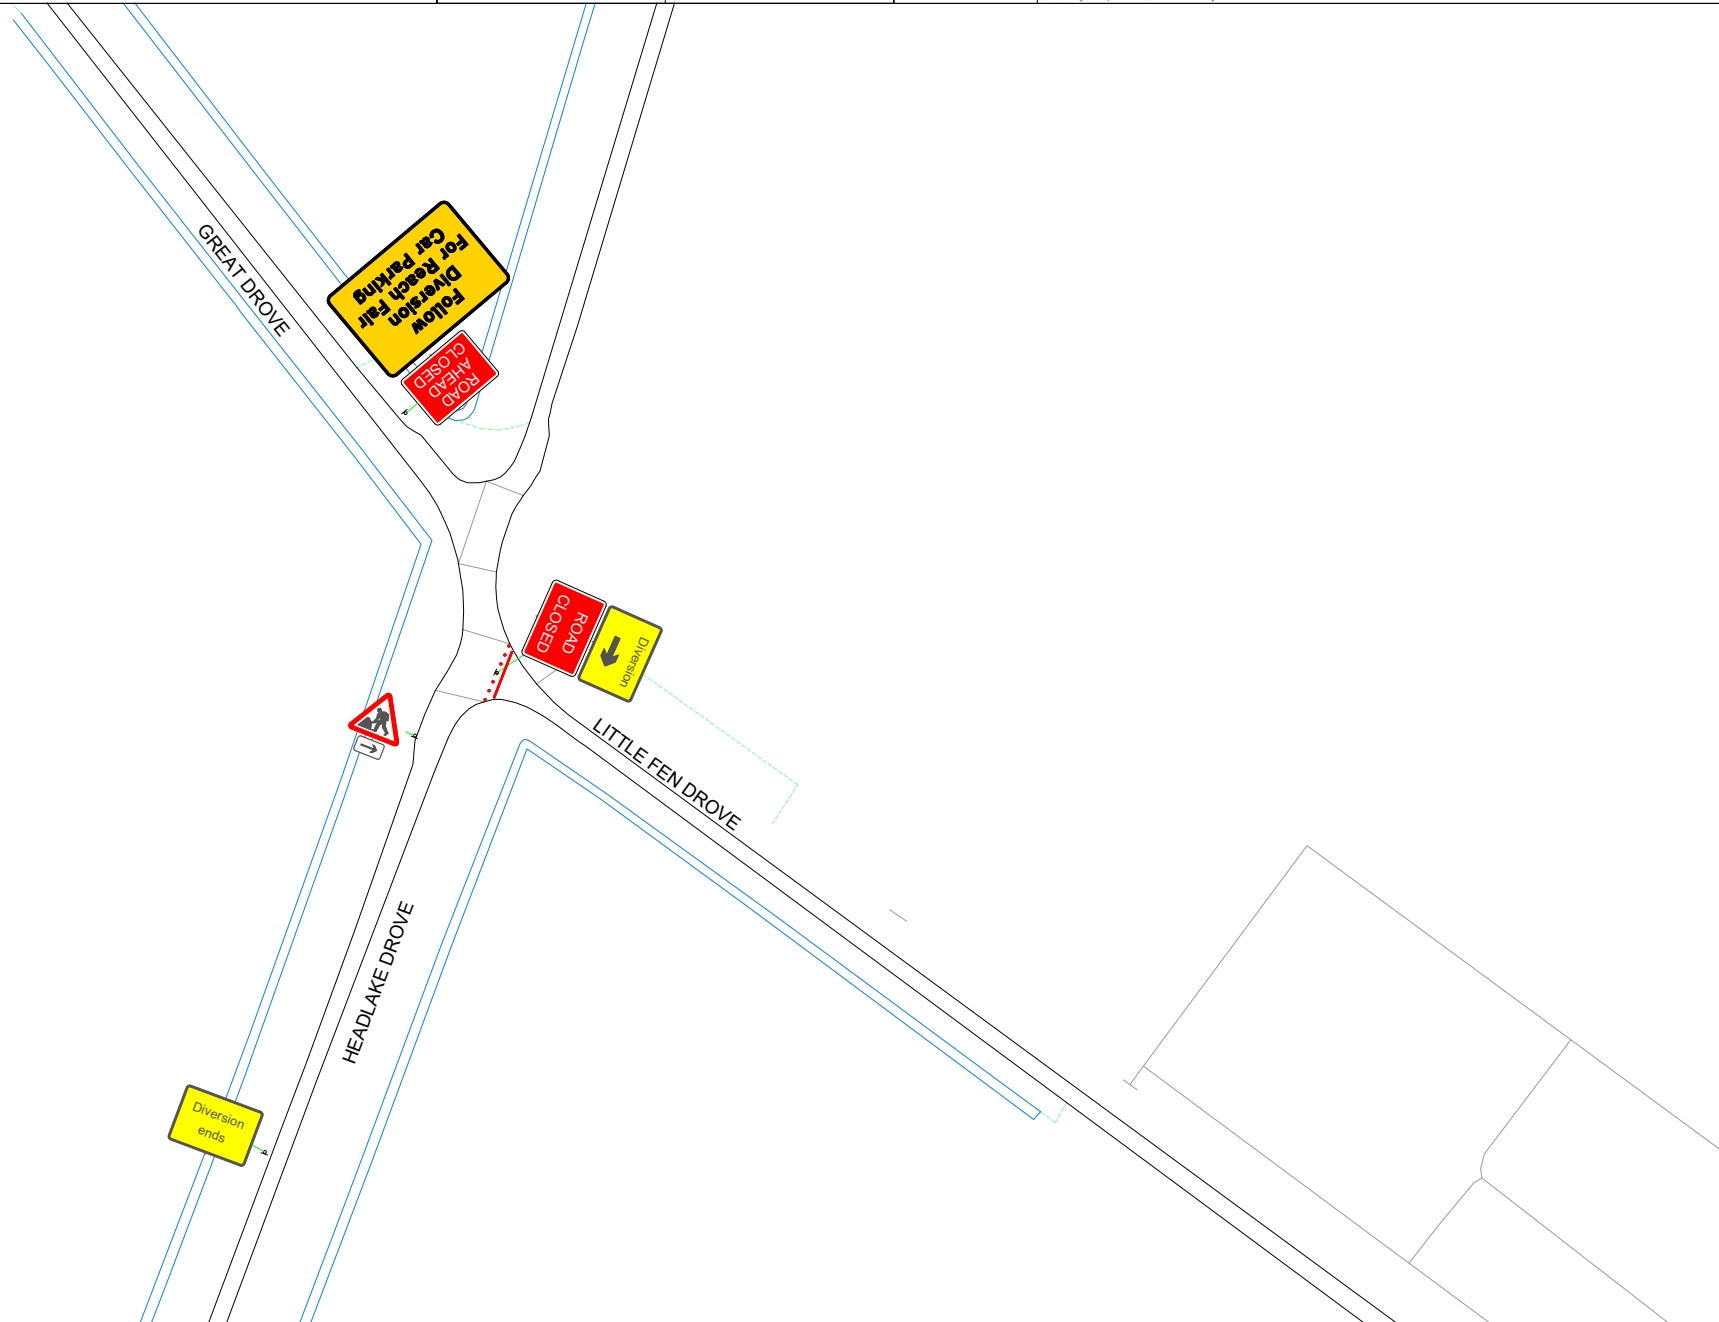 GREAT DROVE
Follow
Diversion
For Reach Fair
Car Parking
ROAD
AHEAD
CLOSED
ROAD
CLOSED
Diversion
LITTLE FEN DROVE
HEADLAKE DROVE
Diversion
ends